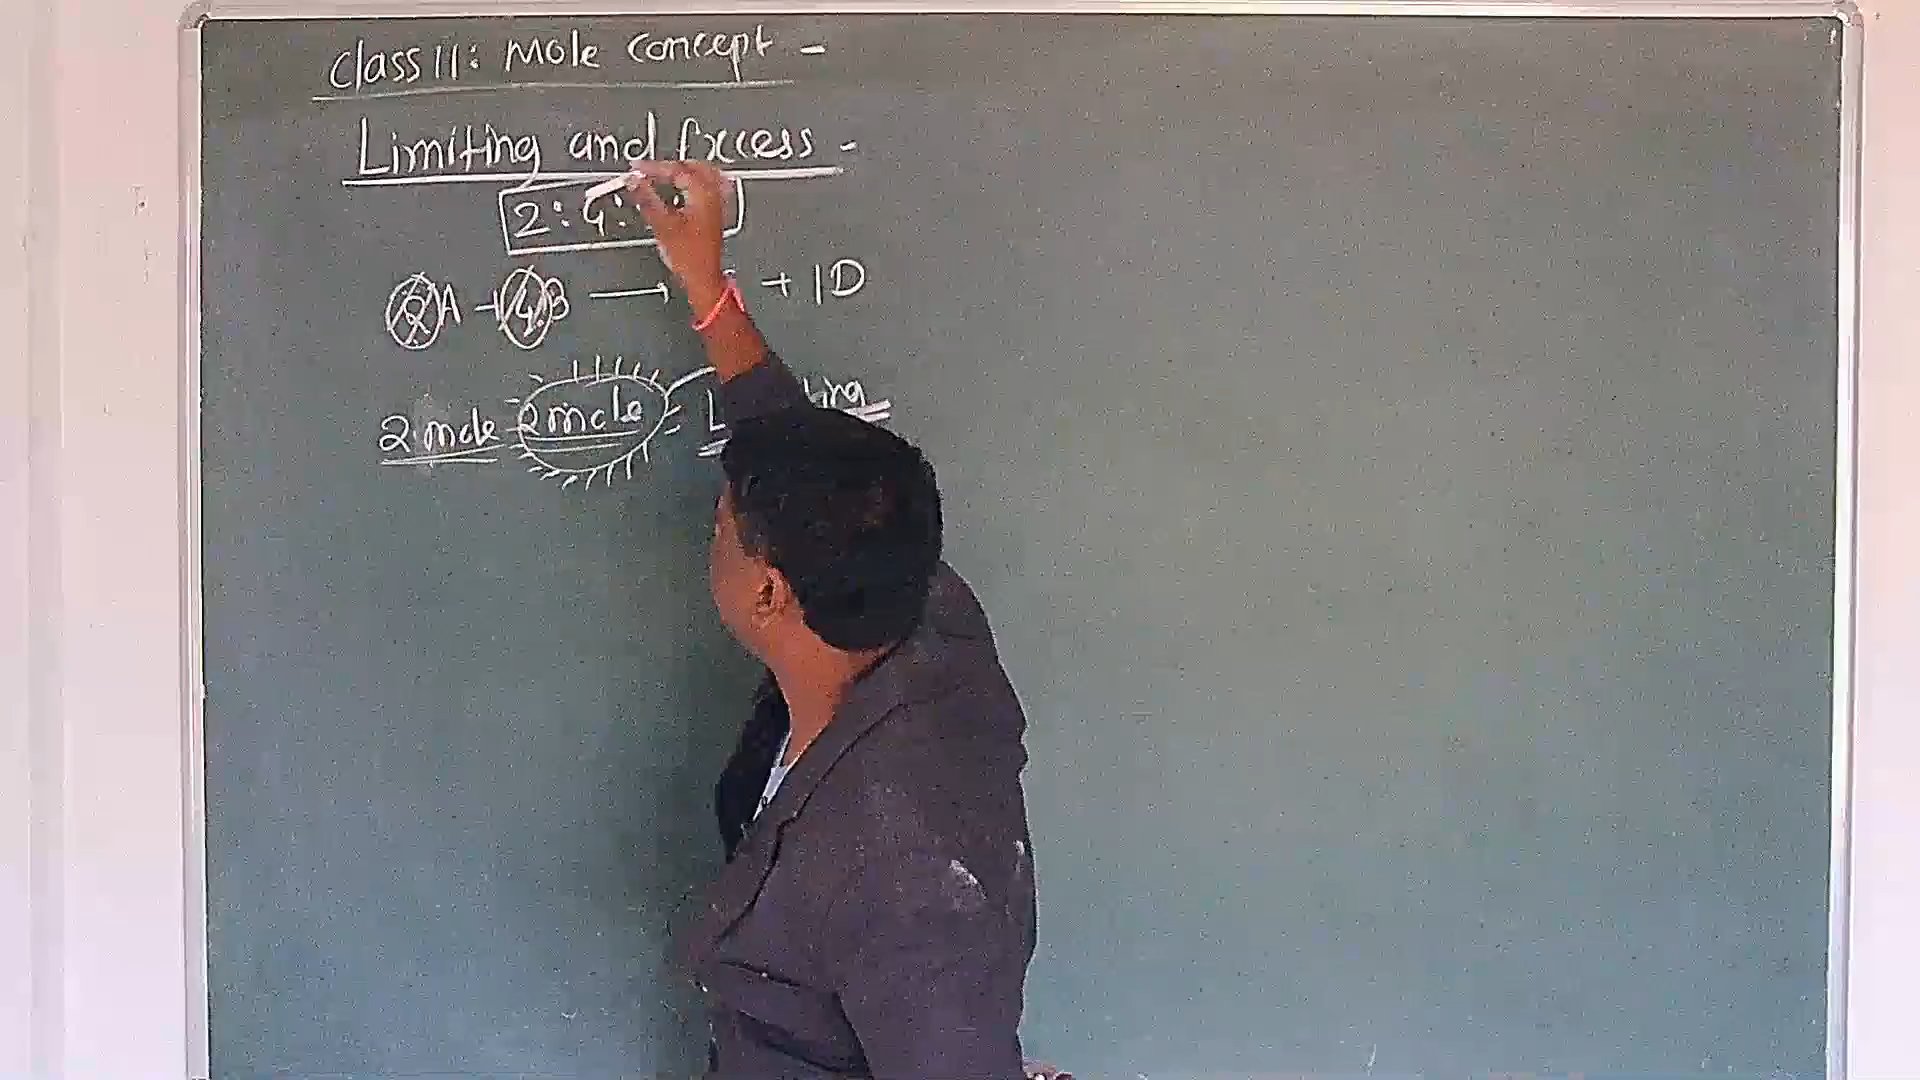 Class 11: Mole Concept -
Limiting and Excess -
2 : 4 :
2A + 4B ⟶ + 1D
2 mole 2 mole